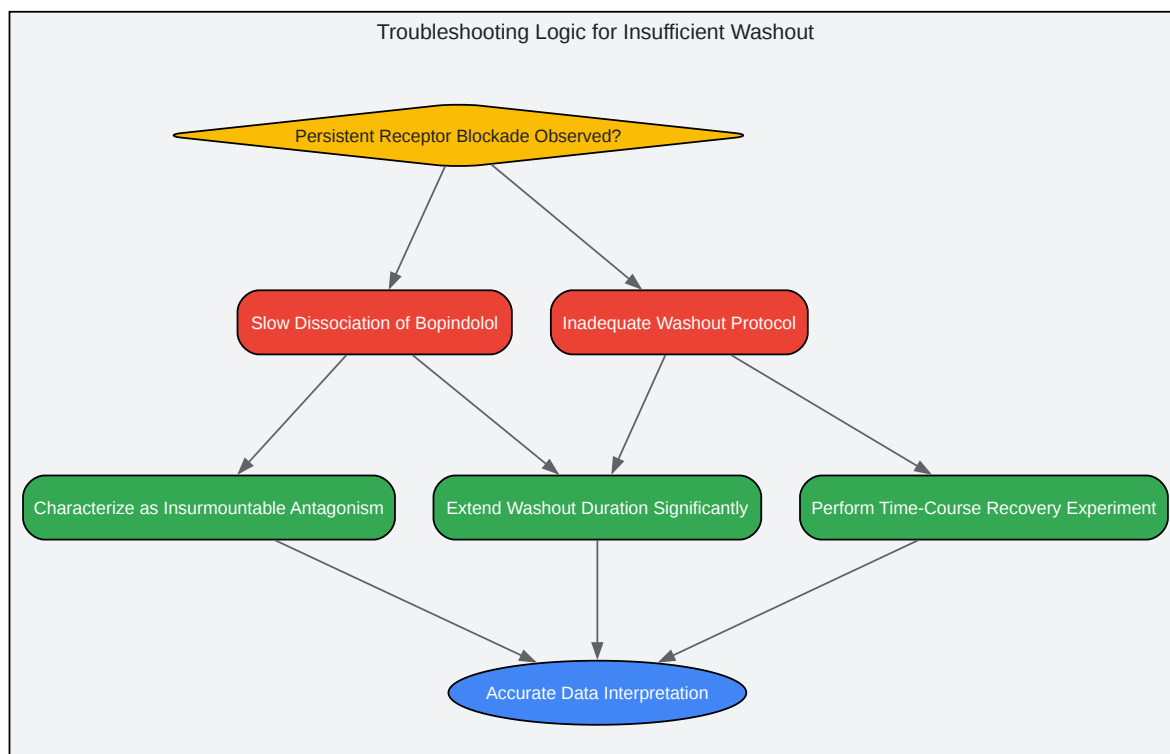 Troubleshooting Logic for Insufficient Washout
Persistent Receptor Blockade Observed?
Slow Dissociation of Bopindolol
Inadequate Washout Protocol
Characterize as Insurmountable Antagonism
Extend Washout Duration Significantly
Perform Time-Course Recovery Experiment
Accurate Data Interpretation